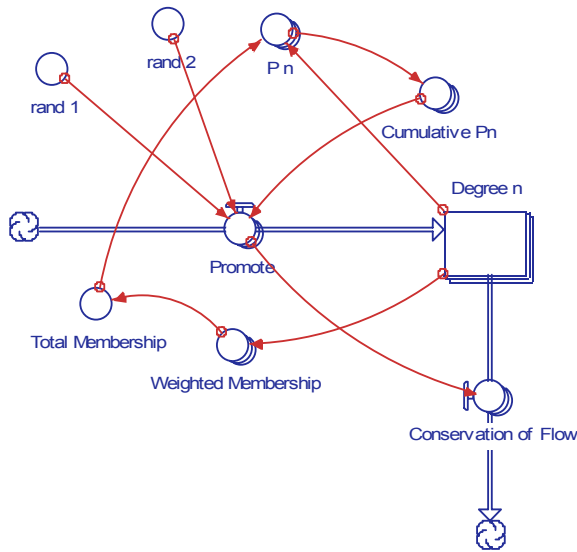 rand 2
P n
rand 1
Cumulative Pn
Degree n
Promote
Total Membership
Weighted Membership
Conservation of Flow